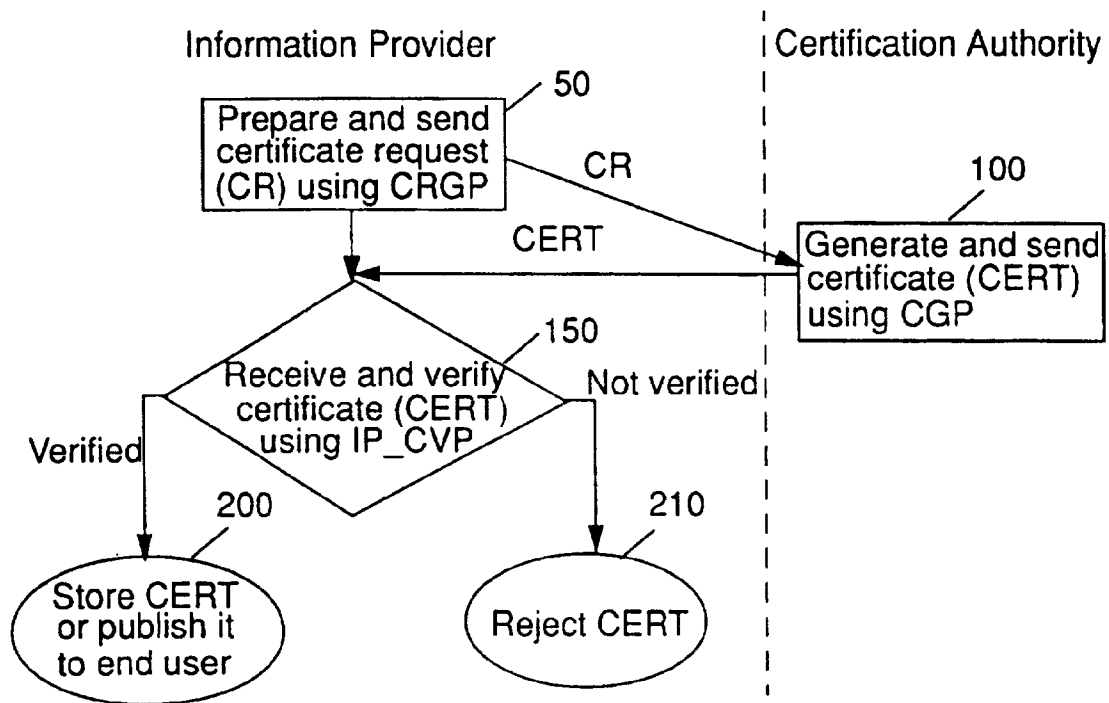 Information Provider
Certification Authority
50
Prepare and send
certificate request
(CR) using CRGP
CR
100
CERT
Generate and send
certificate (CERT)
using CGP
150
Receive and verify
certificate (CERT)
using IP_CVP
Not verified
Verified
200
210
Store CERT
or publish it
to end user
Reject CERT